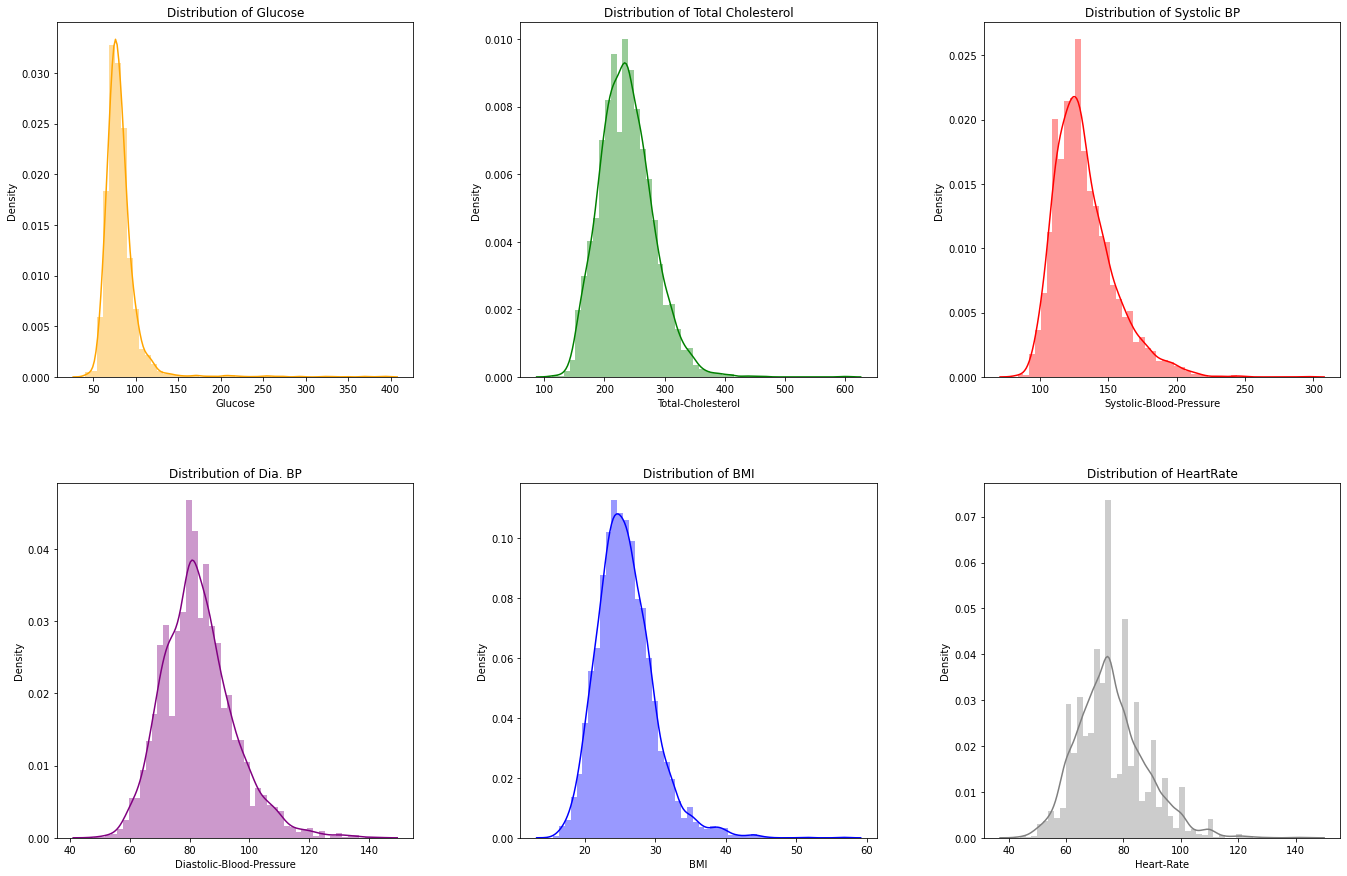 Distribution of Glucose
Density
0.030
0.025
0.020
0.015
0.010
0.005
0.000
50 100 150 200 250 300 350 400
Glucose
Distribution of Total Cholesterol
Density
0.010
0.008
0.006
0.004
0.002
0.000
100 200 300 400 500 600
Total-Cholesterol
Distribution of Systolic BP
Density
0.025
0.020
0.015
0.010
0.005
0.000
100 150 200 250 300
Systolic-Blood-Pressure
Distribution of Dia. BP
Density
0.04
0.03
0.02
0.01
0.00
40 60 80 100 120 140
Diastolic-Blood-Pressure
Distribution of BMI
Density
0.10
0.08
0.06
0.04
0.02
0.00
20 30 40 50 60
BMI
Distribution of HeartRate
Density
0.07
0.06
0.05
0.04
0.03
0.02
0.01
0.00
40 60 80 100 120 140
Heart-Rate